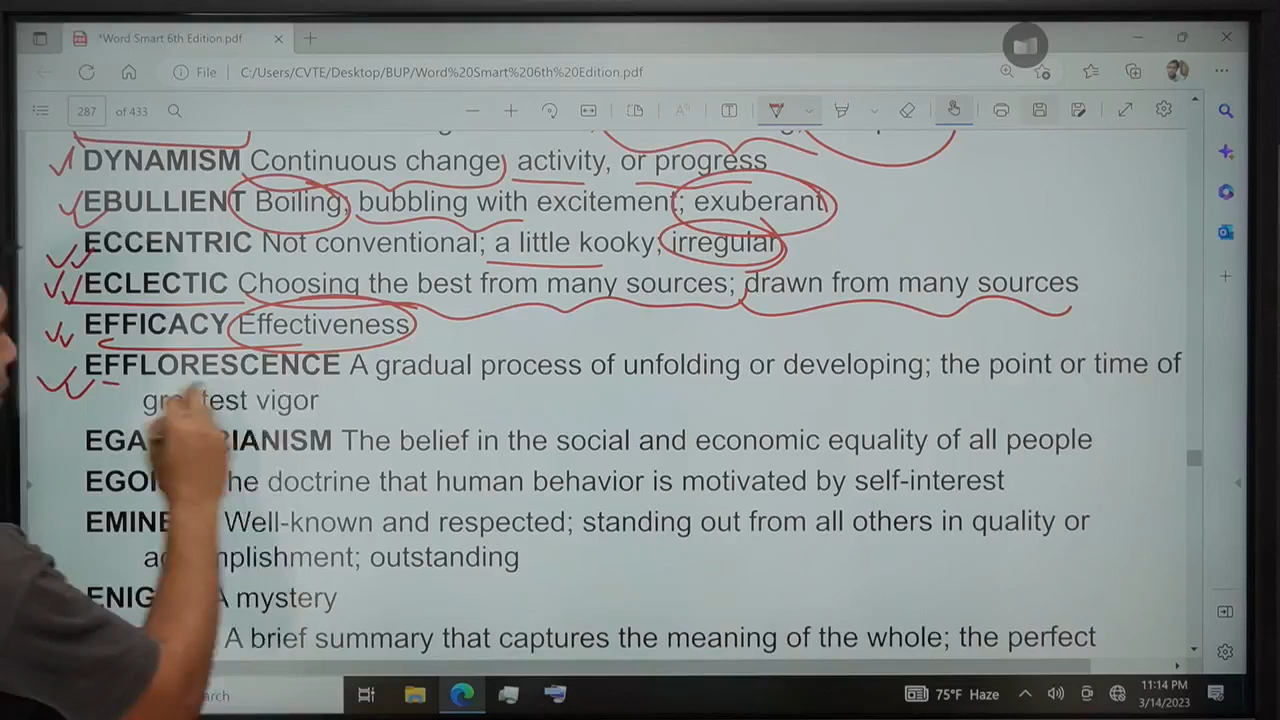 *Word Smart 6th Edition.pdf
File C:/Users/CVTE/Desktop/BUP/Word%20Smart%206th%20Edition.pdf
287 of 433
DYNAMISM Continuous change, activity, or progress
EBULLIENT Boiling; bubbling with excitement; exuberant
ECCENTRIC Not conventional; a little kooky; irregular
ECLECTIC Choosing the best from many sources; drawn from many sources
EFFICACY Effectiveness
EFFLORESCENCE A gradual process of unfolding or developing; the point or time of
vigor
The belief in the social and economic equality of all people
doctrine that human behavior is motivated by self-interest
Well-known and respected; standing out from all others in quality or
outstanding
A mystery
A brief summary that captures the meaning of the whole; the perfect
75°F Haze
11:14 PM
3/14/2023